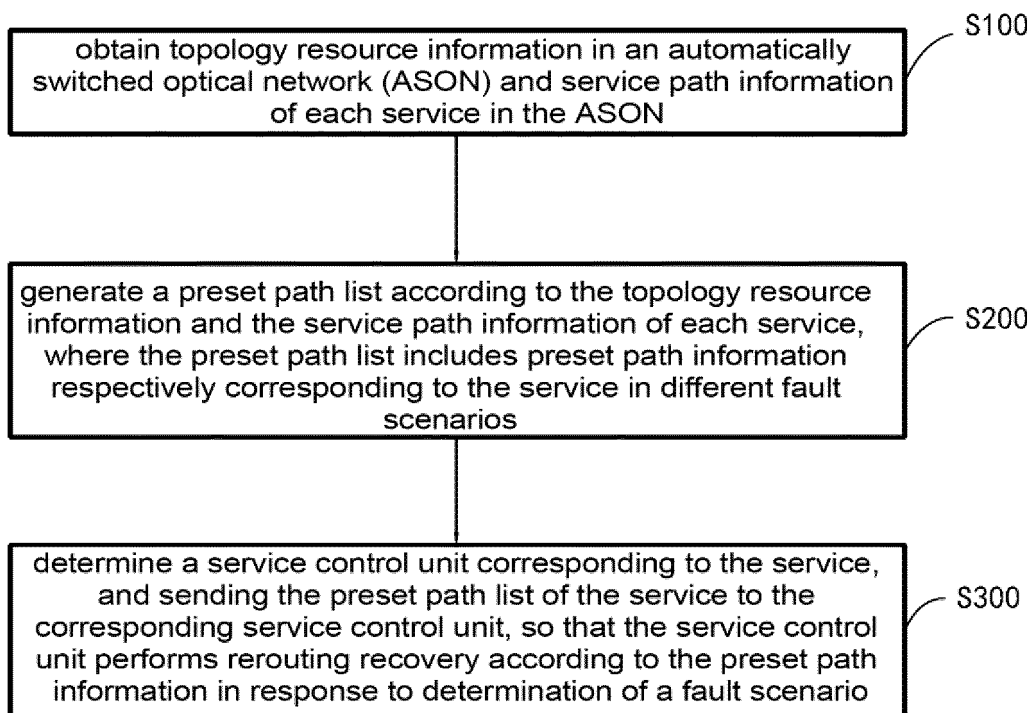 obtain topology resource information in an automatically
switched optical network (ASON) and service path information
of each service in the ASON
S100
generate a preset path list according to the topology resource
information and the service path information of each service,
where the preset path list includes preset path information
respectively corresponding to the service in different fault
scenarios
S200
determine a service control unit corresponding to the service,
and sending the preset path list of the service to the
corresponding service control unit, so that the service control
unit performs rerouting recovery according to the preset path
information in response to determination of a fault scenario
S300